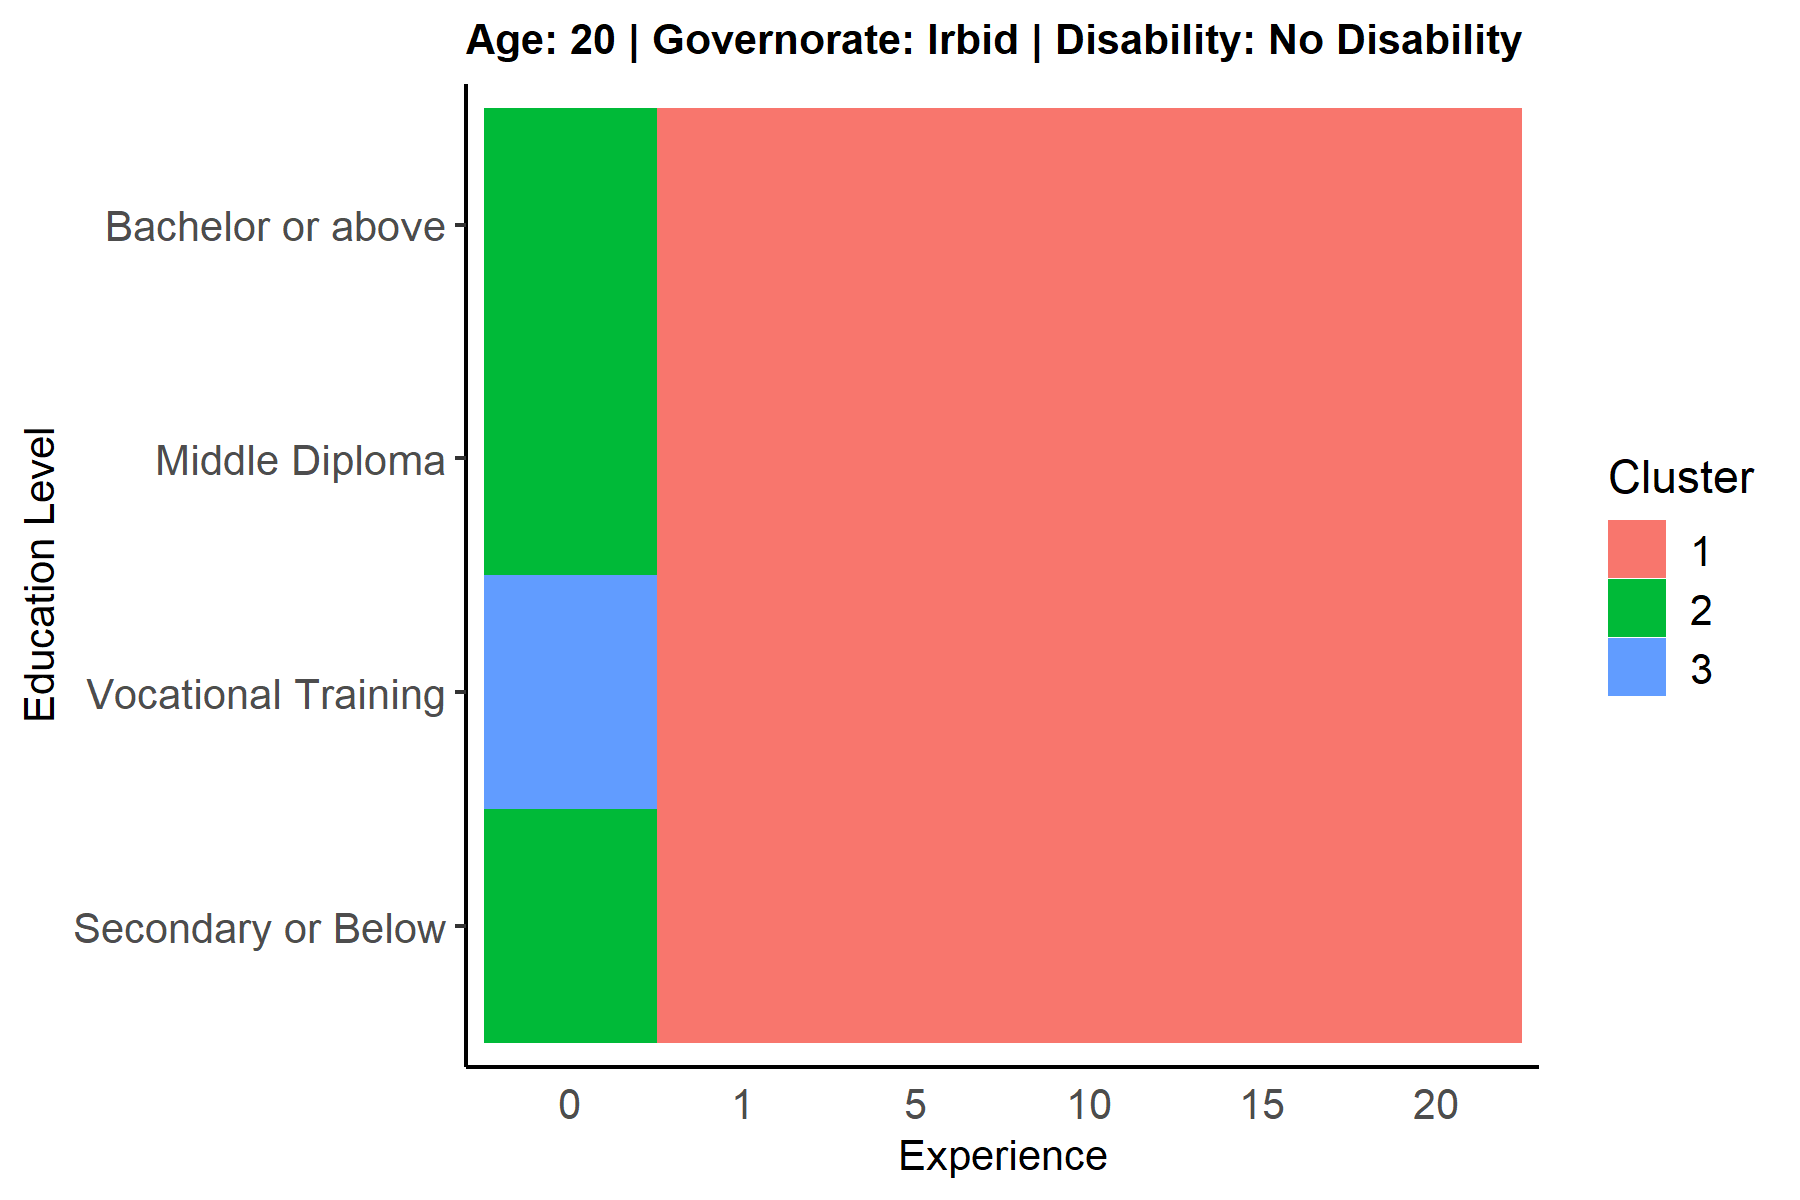 Age: 20 | Governorate: Irbid | Disability: No Disability
Education Level
Bachelor or above
Middle Diploma
Vocational Training
Secondary or Below
0 1 5 10 15 20
Experience
Cluster
1
2
3